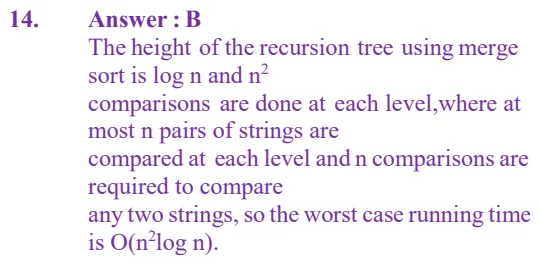 14. Answer : B
The height of the recursion tree using merge
sort is log n and n²
comparisons are done at each level,where at
most n pairs of strings are
compared at each level and n comparisons are
required to compare
any two strings, so the worst case running time
is O(n²log n).